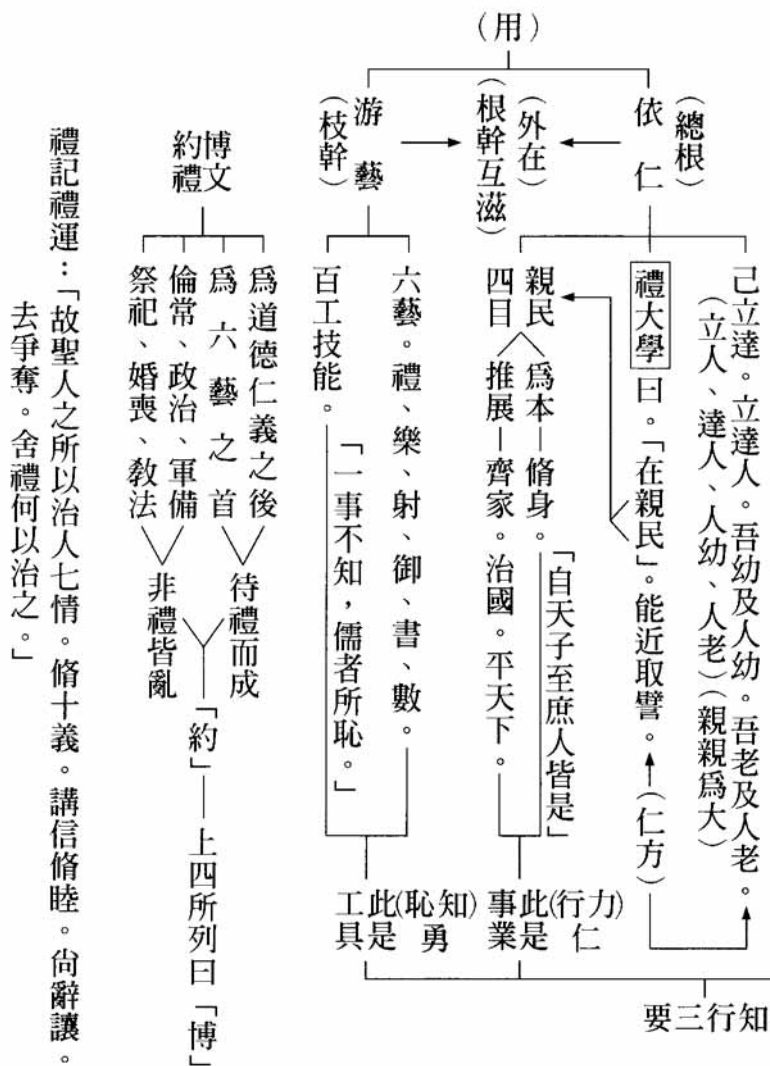 (用)
(總根)
依仁
(外在)
(根幹互滋)
游藝
(枝幹)
己立達。立達人。吾幼及人幼。吾老及人老。
(立人、達人、人幼、人老)(親親爲大)
禮大學曰。「在親民」。能近取譬。
(仁方)
親民
四目
爲本
脩身。
「自天子至庶人皆是」
推展
齊家。治國。平天下。
六藝。禮、樂、射、御、書、數。
「一事不知,儒者所恥。」
百工技能。
(力行)仁
此是事業
(知恥)勇
此是工具
知行三要
博文
約禮
爲道德仁義之後
爲六藝之首
倫常、政治、軍備
祭祀、婚喪、教法
待禮而成
非禮皆亂
「約」
上四所列曰「博」
禮記禮運:「故聖人之所以治人七情。脩十義。講信脩睦。尚辭讓。
去爭奪。舍禮何以治之。」